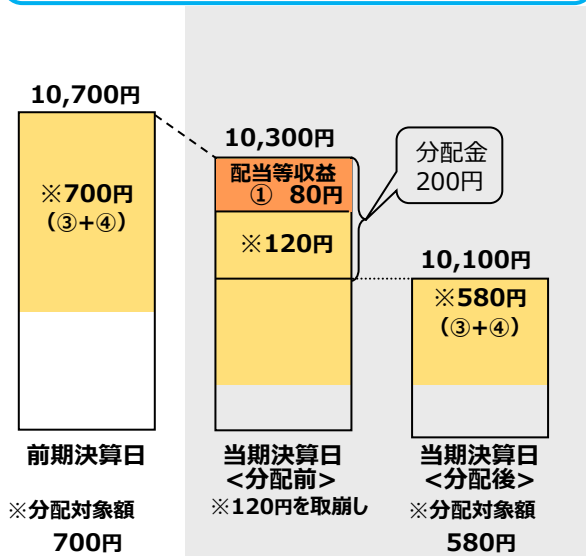 10,700円
※700円
（③+④）
前期決算日
※分配対象額
700円
10,300円
配当等収益
① 80円
※120円
分配金
200円
当期決算日
<分配前>
※120円を取崩し
10,100円
※580円
（③+④）
当期決算日
<分配後>
※分配対象額
580円